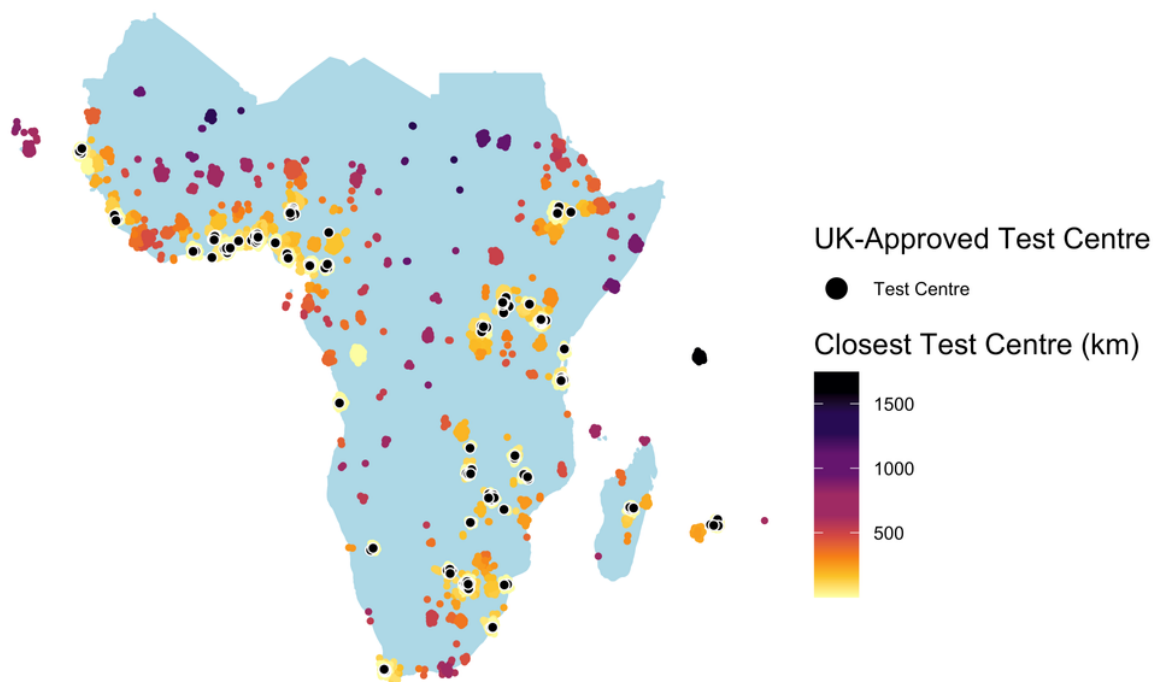 UK-Approved Test Centre
Test Centre
Closest Test Centre (km)
1500
1000
500